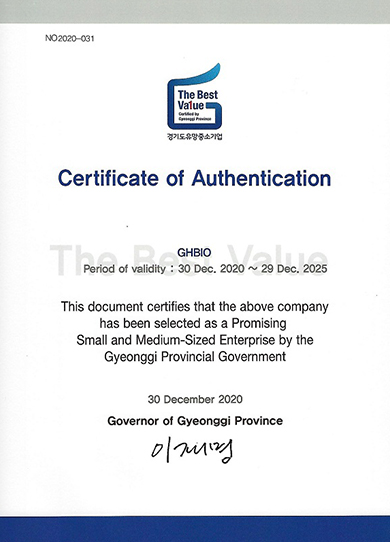 NO2020-031
The Best
Value
Certified by
Gyeonggi Province
경기도유망중소기업
Certificate of Authentication
The Best Value
GHBIO
Period of validity : 30 Dec. 2020 ~ 29 Dec. 2025
This document certifies that the above company
has been selected as a Promising
Small and Medium-Sized Enterprise by the
Gyeonggi Provincial Government
30 December 2020
Governor of Gyeonggi Province
이재명